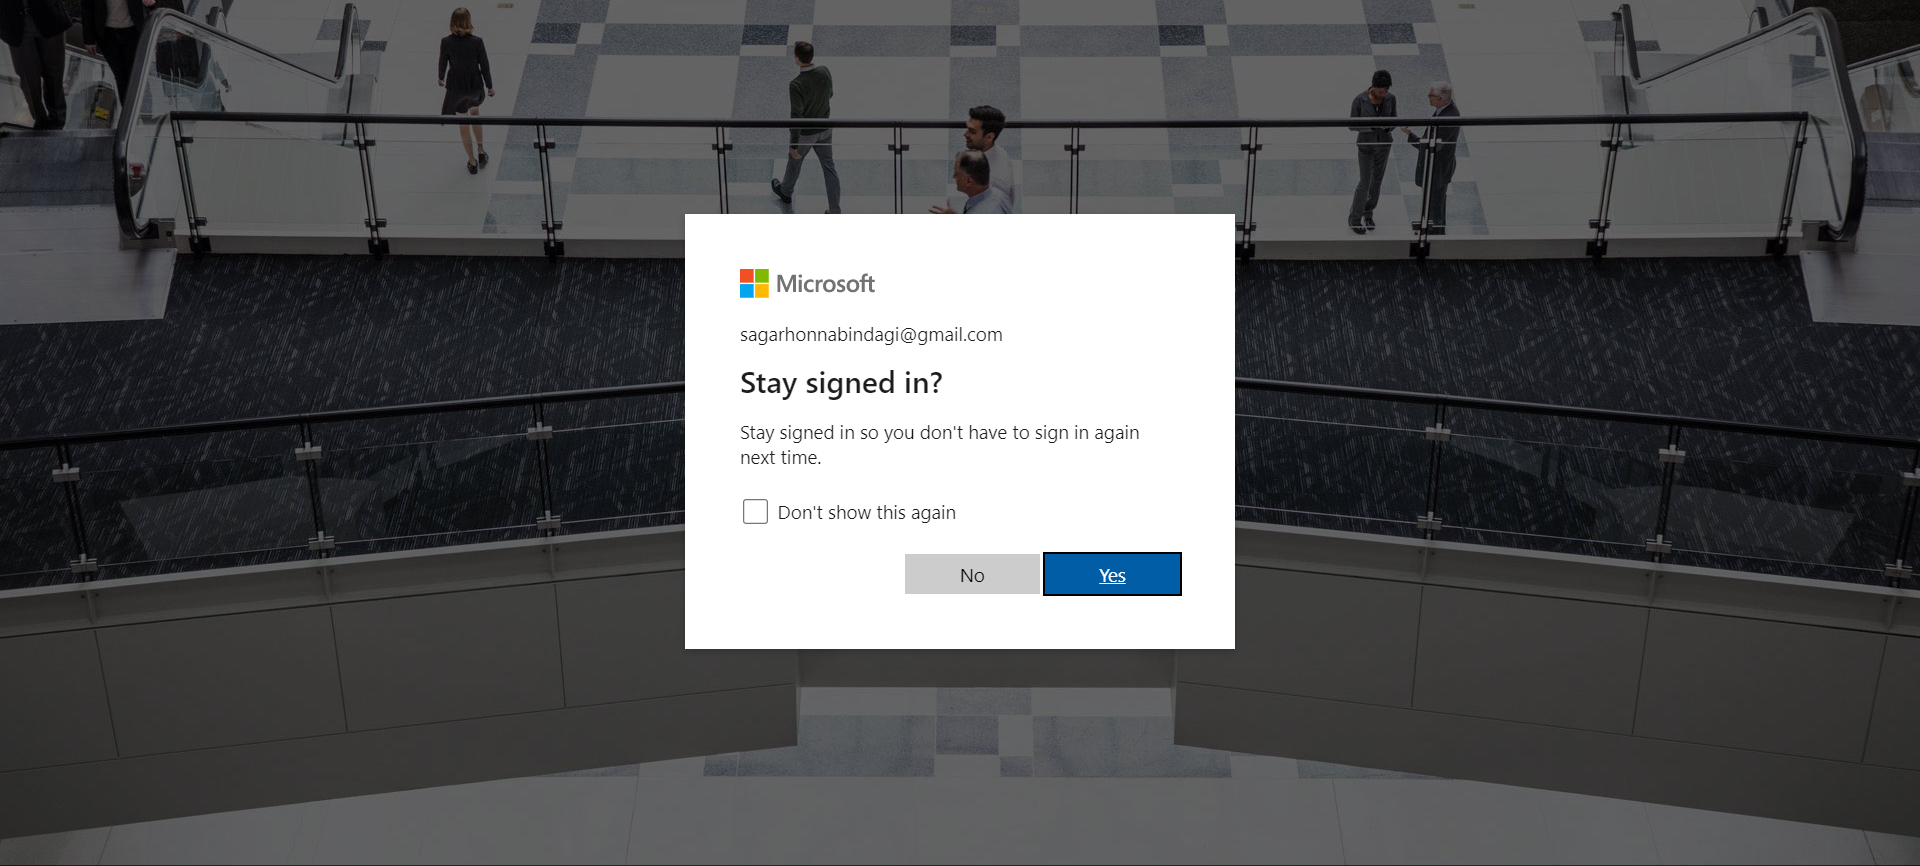 Microsoft
sagarhonnabindagi@gmail.com
Stay signed in?
Stay signed in so you don't have to sign in again
next time.
Don't show this again
No
Yes